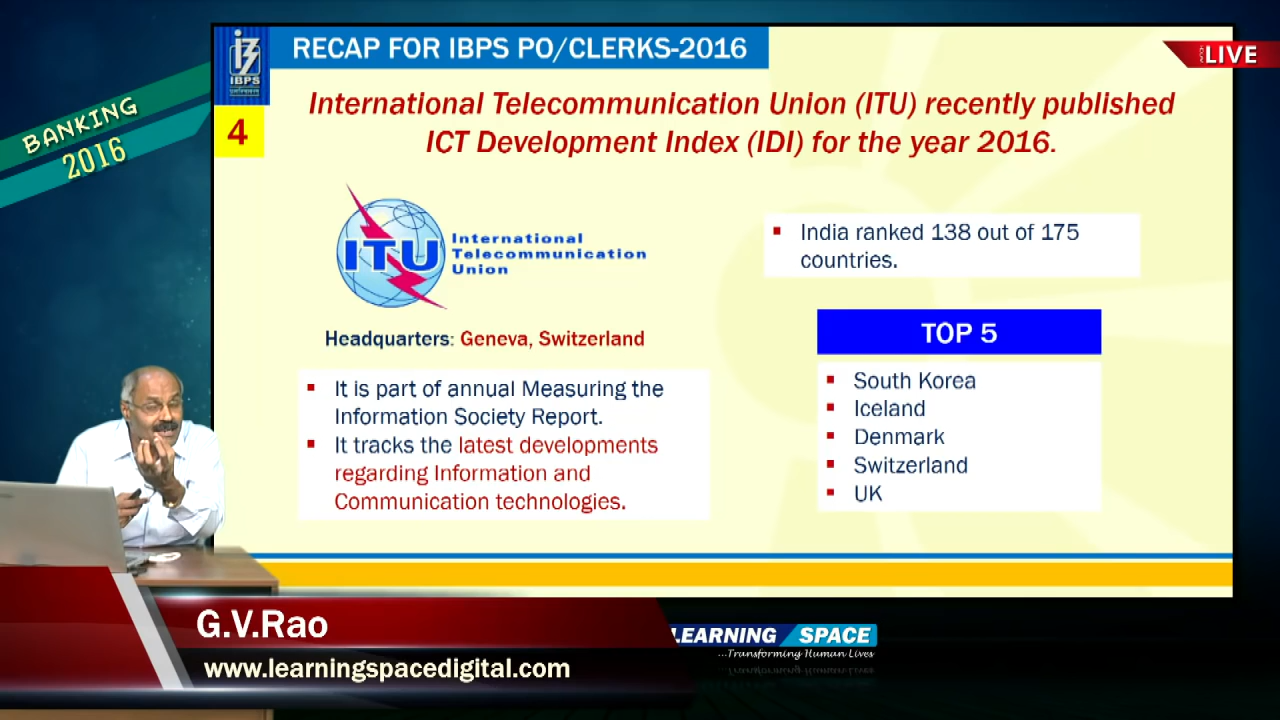 RECAP FOR IBPS PO/CLERKS-2016
IBPS
LIVE
BANKING
2016
4
International Telecommunication Union (ITU) recently published
ICT Development Index (IDI) for the year 2016.
ITU
International
Telecommunication
Union
Headquarters: Geneva, Switzerland
▪ It is part of annual Measuring the
Information Society Report.
▪ It tracks the latest developments
regarding Information and
Communication technologies.
▪ India ranked 138 out of 175
countries.
TOP 5
▪ South Korea
▪ Iceland
▪ Denmark
▪ Switzerland
▪ UK
G.V.Rao
www.learningspacedigital.com
LEARNING SPACE
...Transforming Human Lives